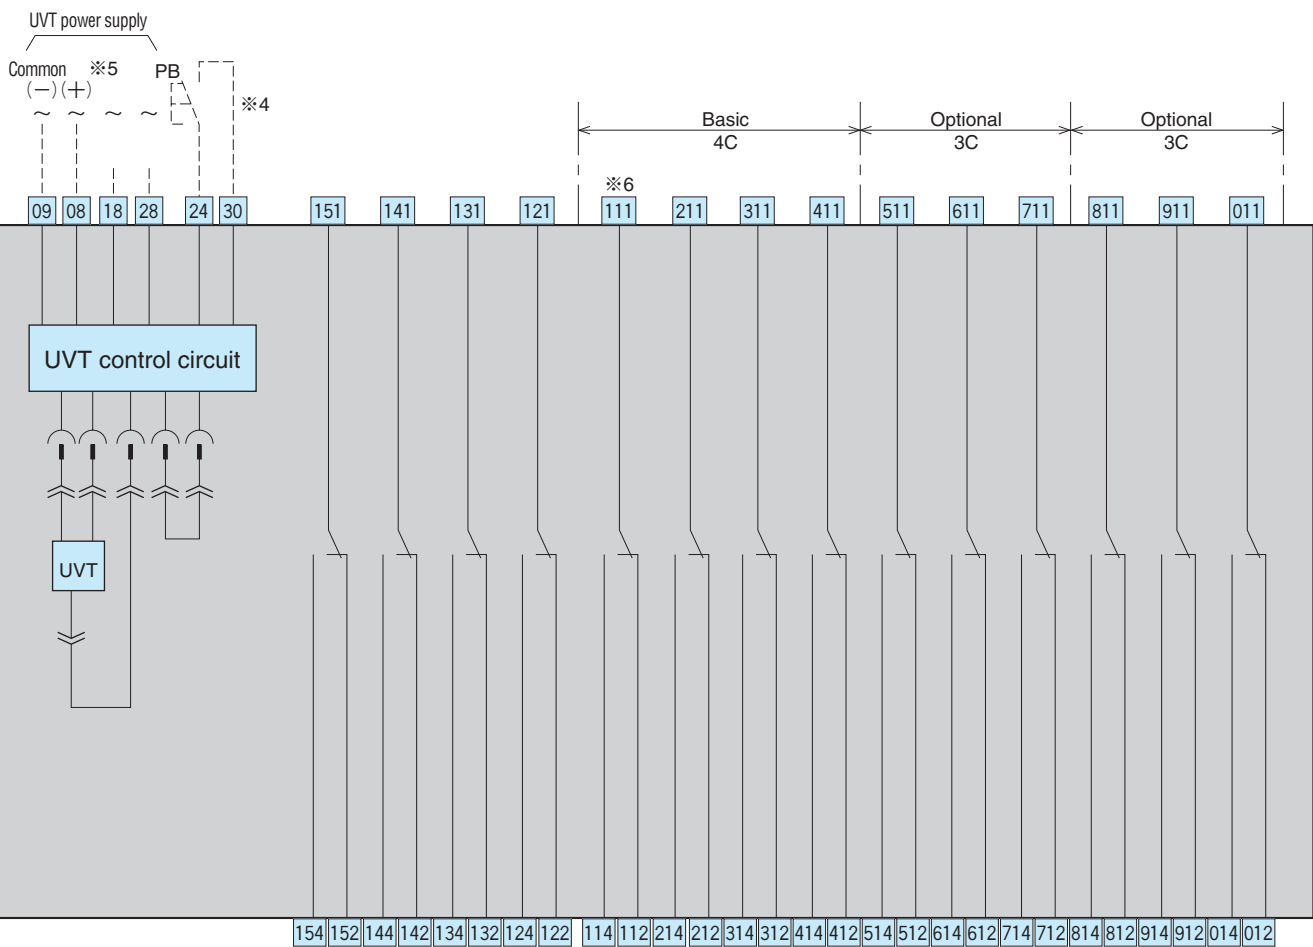 UVT power supply
Common ※5 PB
(−) (+)
~ ~ ~ ~ ※4
Basic Optional Optional
4C 3C 3C
※6
09 08 18 28 24 30 151 141 131 121 111 211 311 411 511 611 711 811 911 011
UVT control circuit
UVT
154 152 144 142 134 132 124 122 114 112 214 212 314 312 414 412 514 512 614 612 714 712 814 812 914 912 014 012